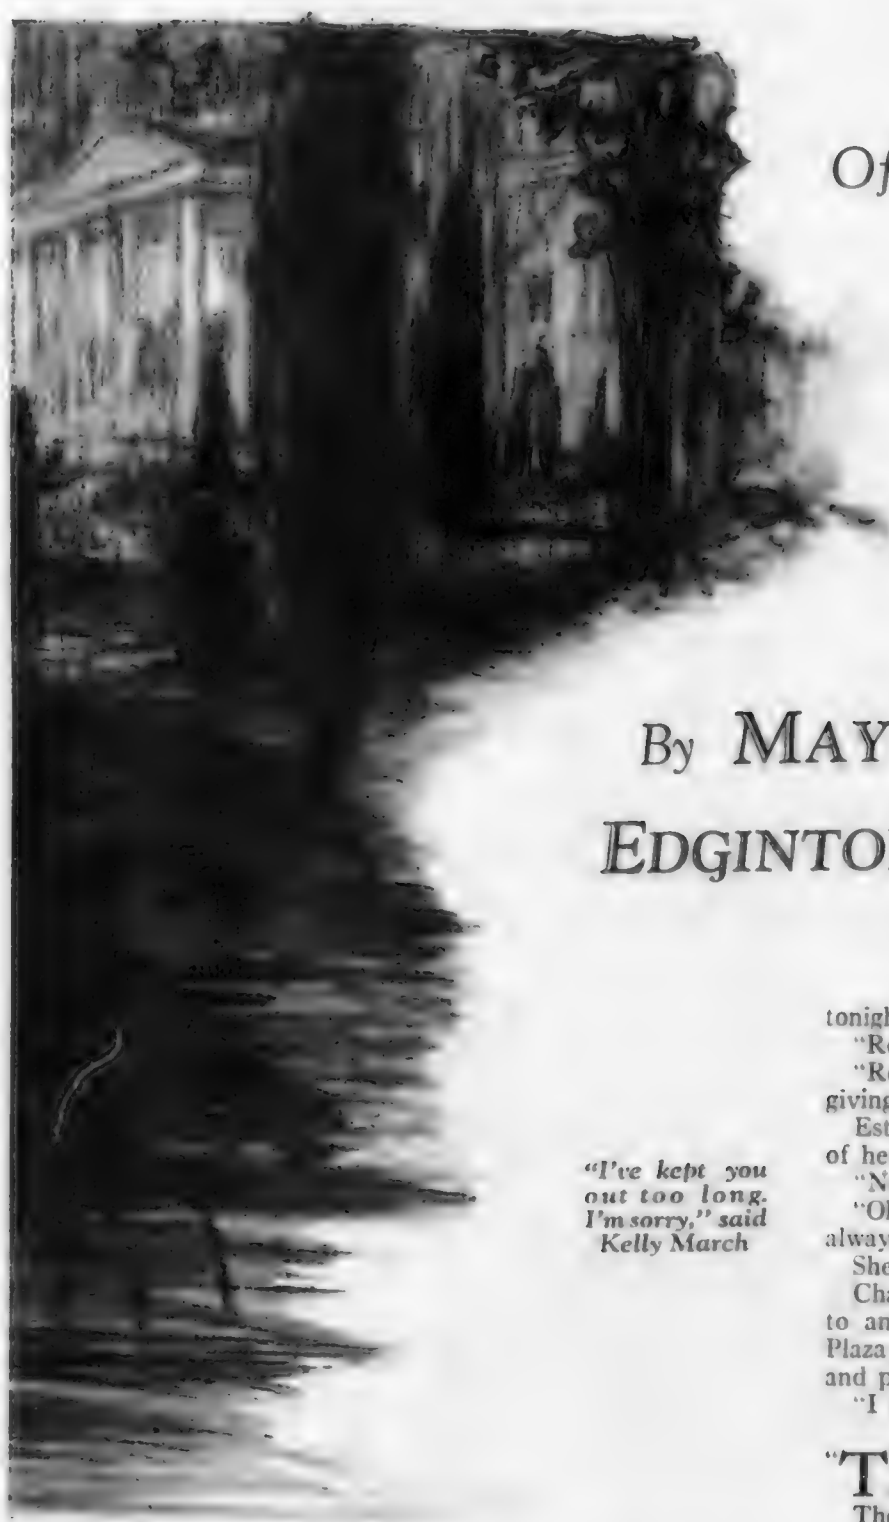 Of
By MAY
EDGINTO
"I've kept you
out too long.
I'm sorry," said
Kelly March
tonigh
"Re
"Re
giving
Est
of he
"N
"Ol
alway
She
Cha
to an
Plaza
and p
"I
"T
The